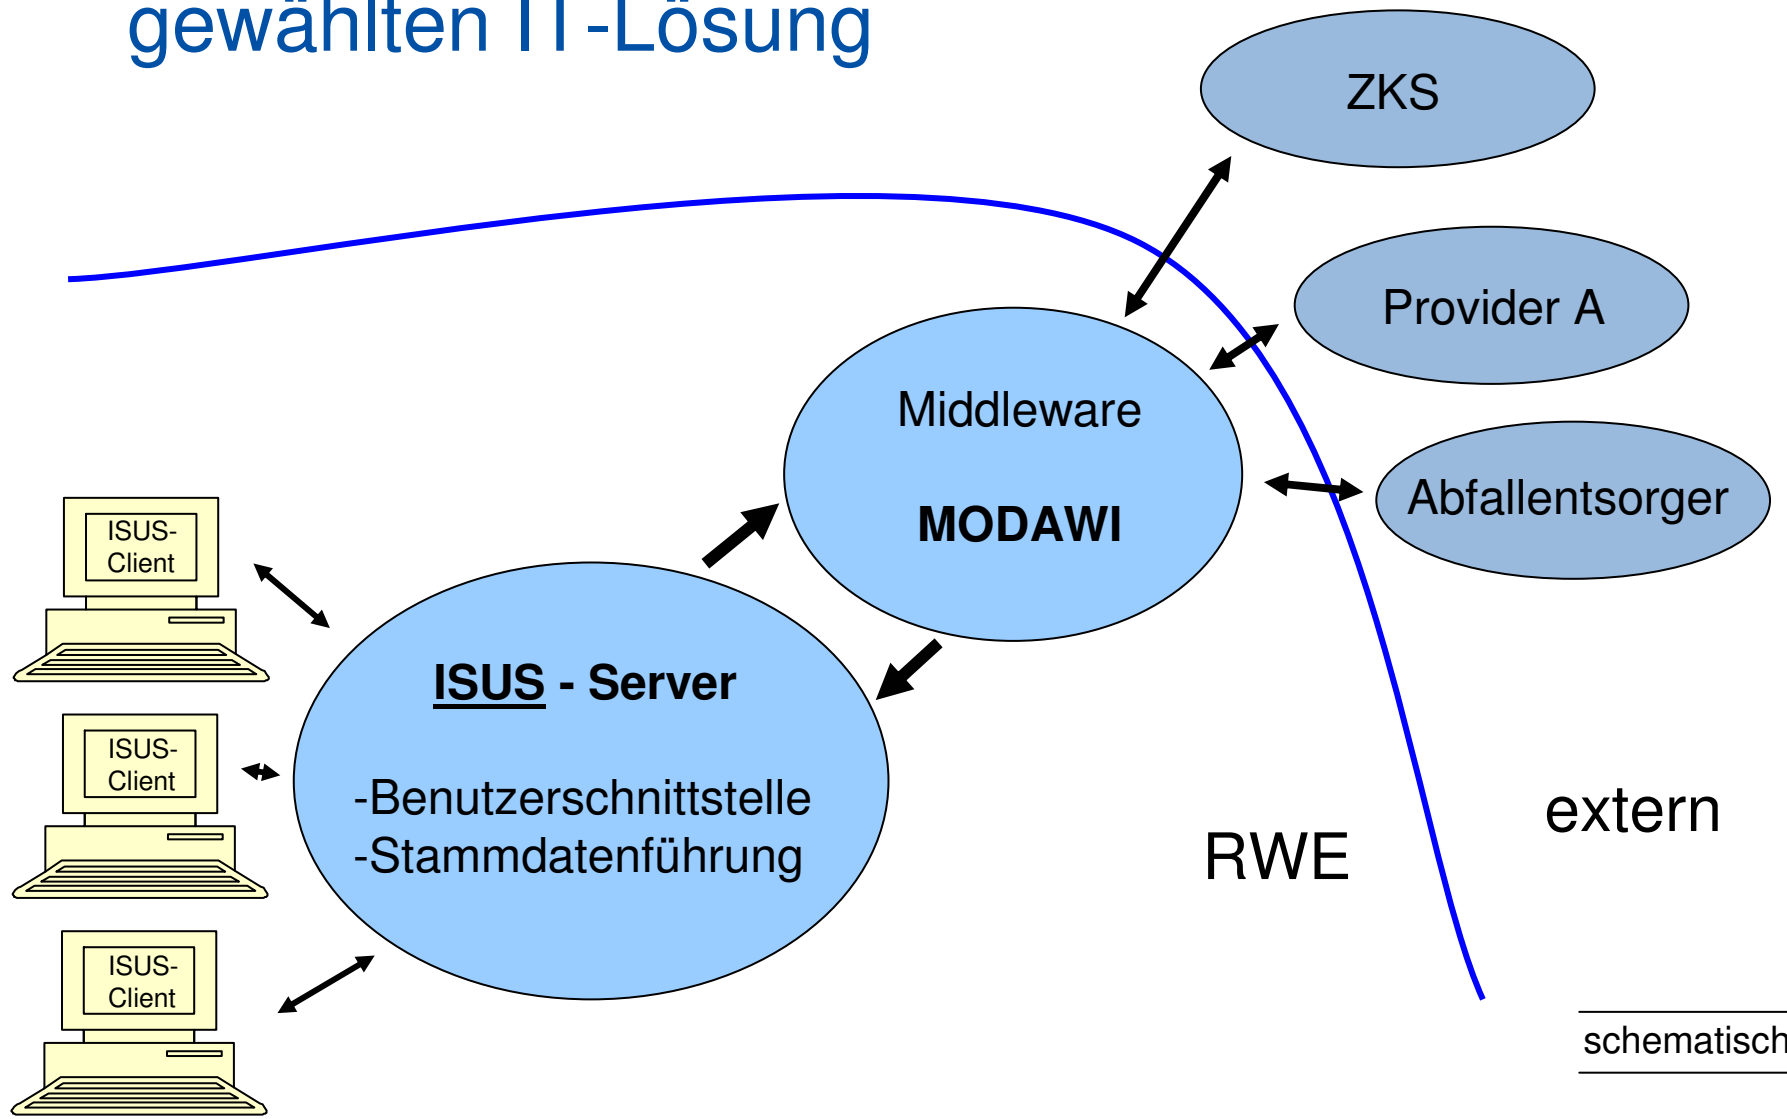 gewählten IT-Lösung
ZKS
Provider A
Middleware
MODAWI
Abfallentsorger
ISUS-
Client
ISUS - Server
-Benutzerschnittstelle
-Stammdatenführung
ISUS-
Client
ISUS-
Client
RWE
extern
schematisch